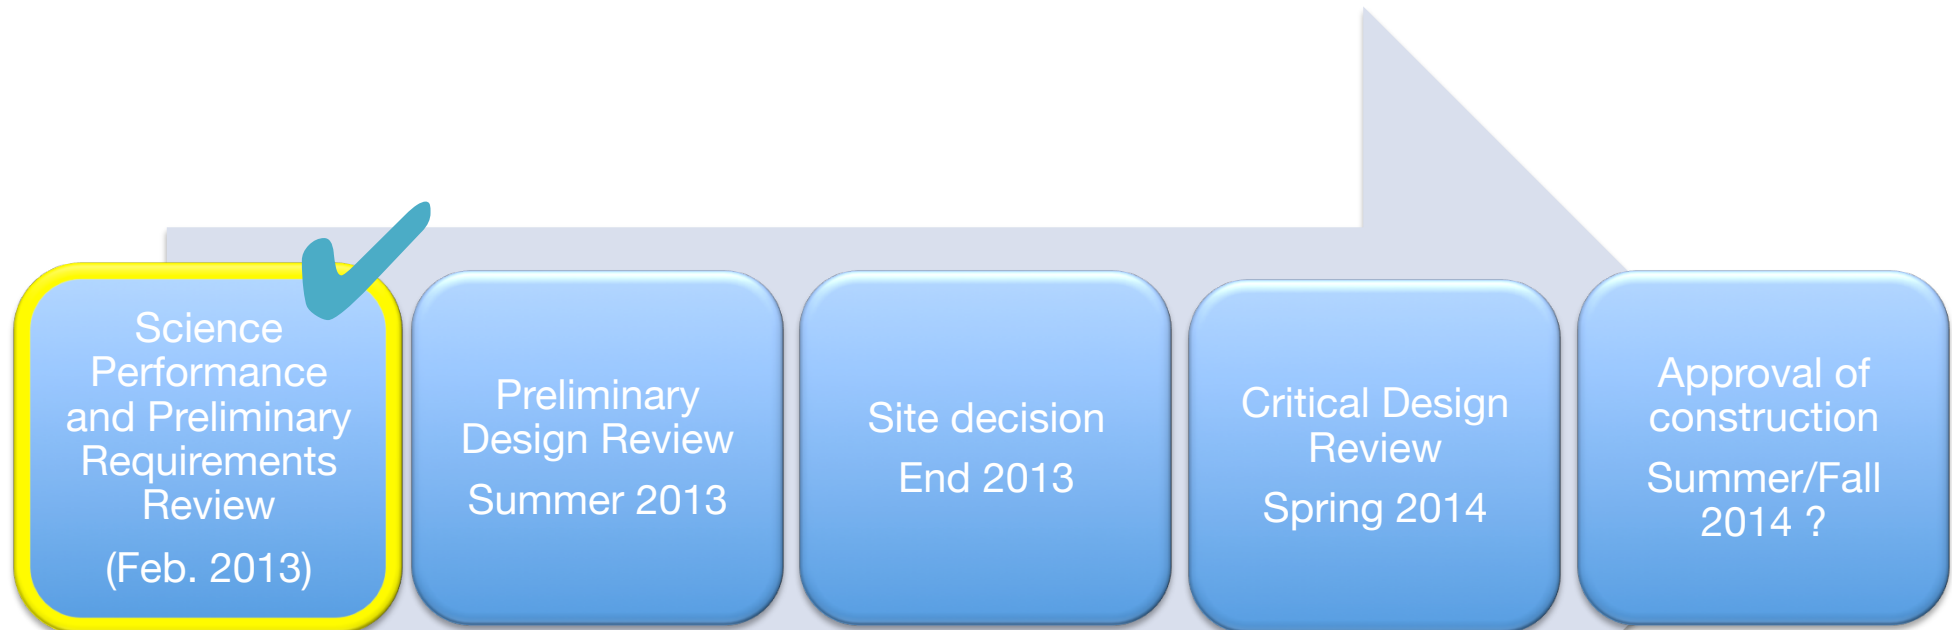 Science
Performance
and Preliminary
Requirements
Review
(Feb. 2013)
Preliminary
Design Review
Summer 2013
Site decision
End 2013
Critical Design
Review
Spring 2014
Approval of
construction
Summer/Fall
2014 ?